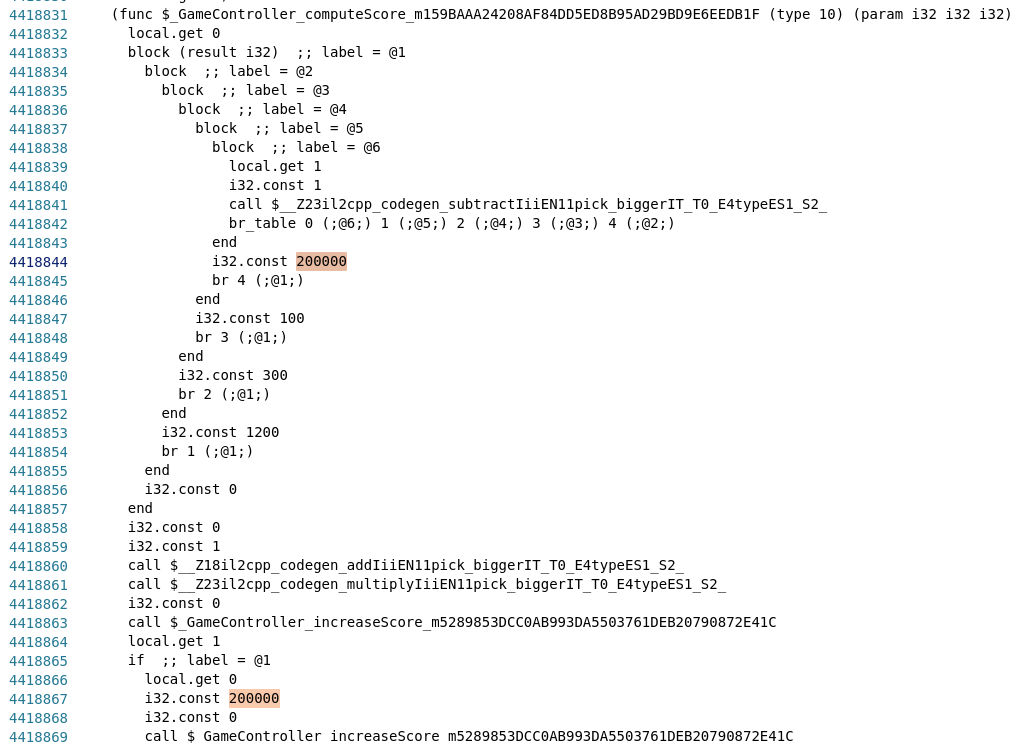 4418831 (func $_GameController_computeScore_m159BAAA24208AF84DD5ED8B95AD29BD9E6EEDB1F (type 10) (param i32 i32 i32)
4418832 local.get 0
4418833 block (result i32) ;; label = @1
4418834 block ;; label = @2
4418835 block ;; label = @3
4418836 block ;; label = @4
4418837 block ;; label = @5
4418838 block ;; label = @6
4418839 local.get 1
4418840 i32.const 1
4418841 call $__Z23il2cpp_codegen_subtractIiiEN11pick_biggerIT_T0_E4typeES1_S2_
4418842 br_table 0 (;@6;) 1 (;@5;) 2 (;@4;) 3 (;@3;) 4 (;@2;)
4418843 end
4418844 i32.const 200000
4418845 br 4 (;@1;)
4418846 end
4418847 i32.const 100
4418848 br 3 (;@1;)
4418849 end
4418850 i32.const 300
4418851 br 2 (;@1;)
4418852 end
4418853 i32.const 1200
4418854 br 1 (;@1;)
4418855 end
4418856 i32.const 0
4418857 end
4418858 i32.const 0
4418859 i32.const 1
4418860 call $__Z18il2cpp_codegen_addIiiEN11pick_biggerIT_T0_E4typeES1_S2_
4418861 call $__Z23il2cpp_codegen_multiplyIiiEN11pick_biggerIT_T0_E4typeES1_S2_
4418862 i32.const 0
4418863 call $_GameController_increaseScore_m5289853DCC0AB993DA5503761DEB20790872E41C
4418864 local.get 1
4418865 if ;; label = @1
4418866 local.get 0
4418867 i32.const 200000
4418868 i32.const 0
4418869 call $_GameController_increaseScore_m5289853DCC0AB993DA5503761DEB20790872E41C